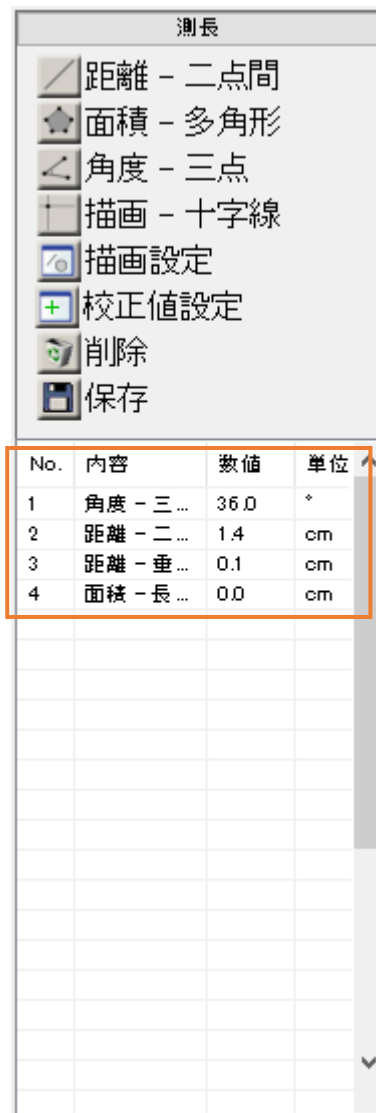 測長
距離 - 二点間
面積 - 多角形
角度 - 三点
描画 - 十字線
描画設定
校正値設定
削除
保存
No. 内容 数値 単位
1 角度 - 三... 36.0 °
2 距離 - 二... 1.4 cm
3 距離 - 垂... 0.1 cm
4 面積 - 長... 0.0 cm